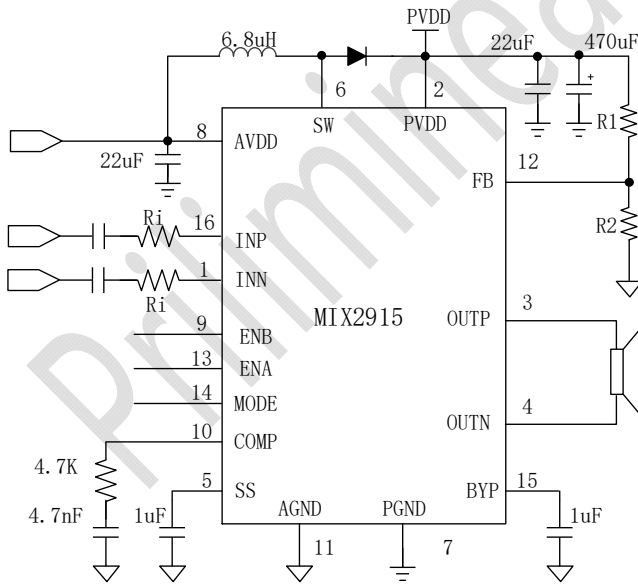 PVDD
6.8uH
22uF
470uF
6
2
R1
8
SW
PVDD
AVDD
12
22uF
FB
Ri
16
R2
INP
1
INN
Ri
3
MIX2915
OUTP
9
ENB
13
ENA
14
MODE
4
OUTN
10
COMP
4.7K
5
SS
BYP
15
4.7nF
1uF
AGND
PGND
1uF
11
7
+
Priliminea